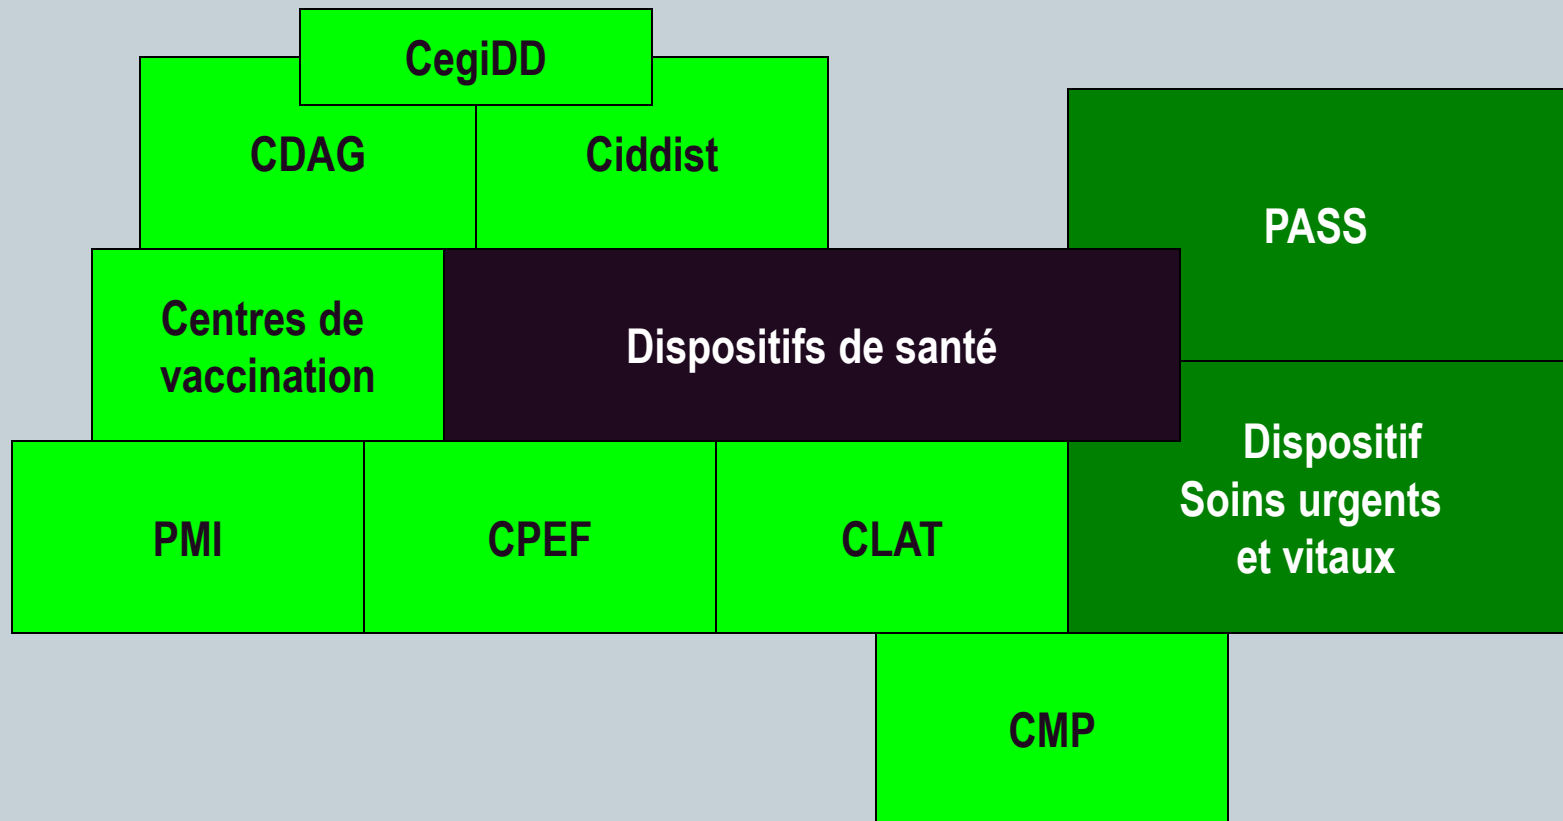 CegiDD
CDAG
Ciddist
PASS
Centres de
vaccination
Dispositifs de santé
Dispositif
Soins urgents
et vitaux
PMI
CPEF
CLAT
CMP